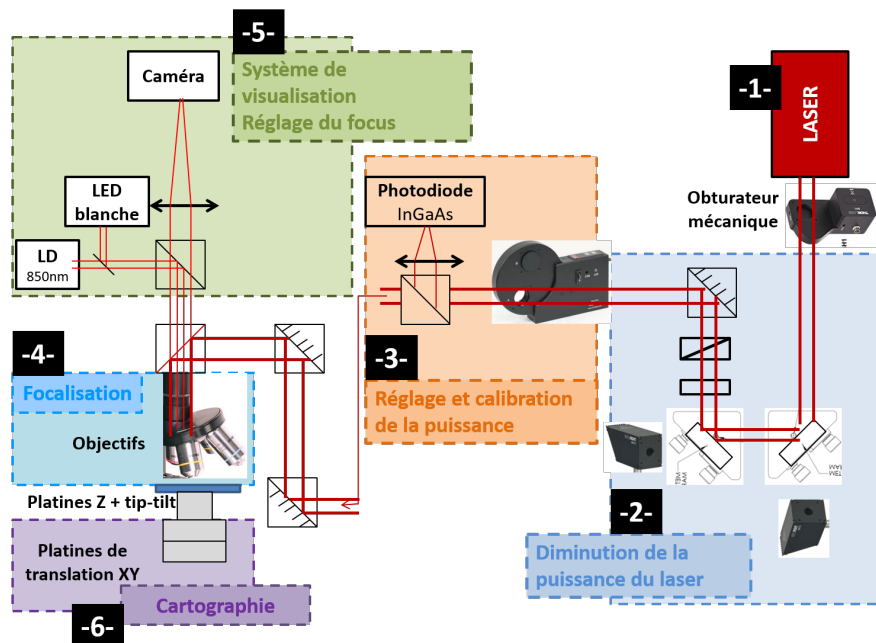 -5-
Système de
visualisation
Réglage du focus
Caméra
-1-
LASER
LED
blanche
Photodiode
InGaAs
Obturateur
mécanique
LD
850nm
-4-
-3-
Focalisation
Réglage et calibration
de la puissance
Objectifs
Platines Z + tip-tilt
-2-
Platines de
translation XY
Diminution de la
puissance du laser
Cartographie
-6-